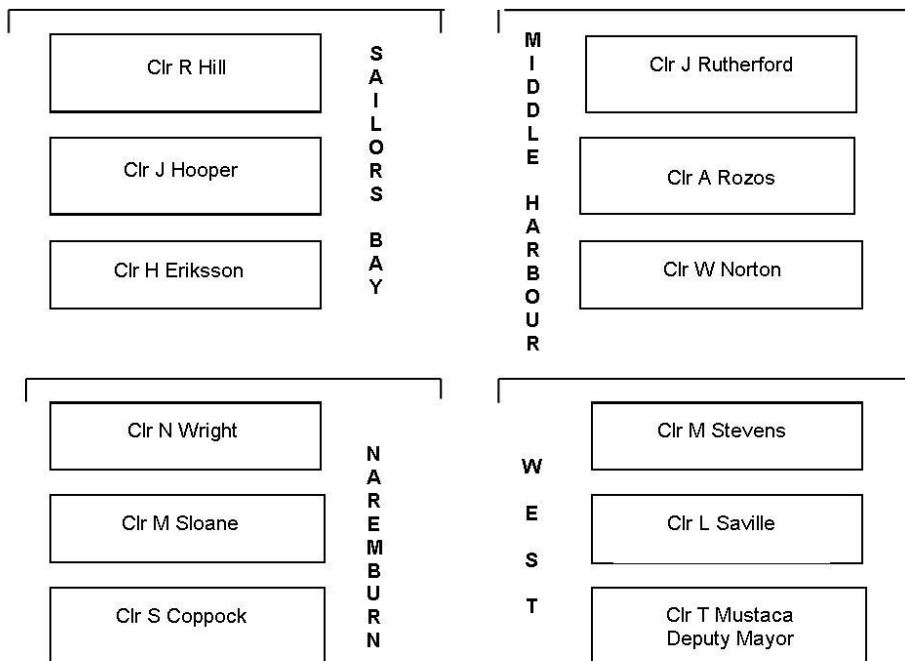 Clr R Hill
Clr J Hooper
Clr H Eriksson
SAILORS BAY
MIDDLE HARBOUR
Clr J Rutherford
Clr A Rozos
Clr W Norton
Clr N Wright
Clr M Sloane
Clr S Coppock
NAREMBURN
WEST
Clr M Stevens
Clr L Saville
Clr T Mustaca
Deputy Mayor